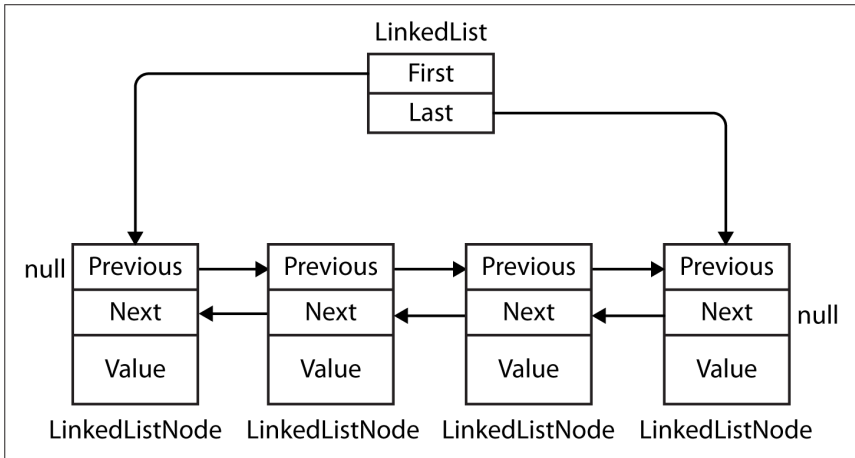 LinkedList
First
Last
null Previous Previous Previous Previous
Next Next Next Next null
Value Value Value Value
LinkedListNode LinkedListNode LinkedListNode LinkedListNode